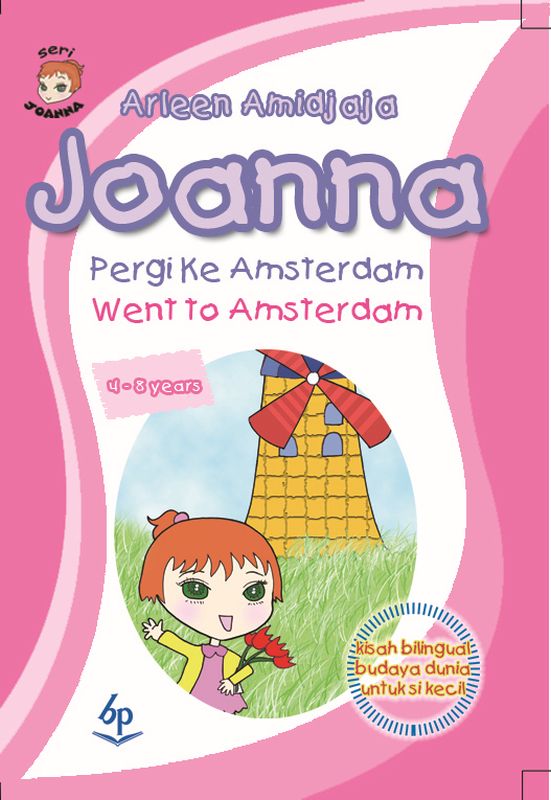 seri
JOANNA
Arleen Amidjaja
Joanna
Pergi Ke Amsterdam
Went to Amsterdam
4 - 8 years
kisah bilingual
budaya dunia
untuk si kecil
bp